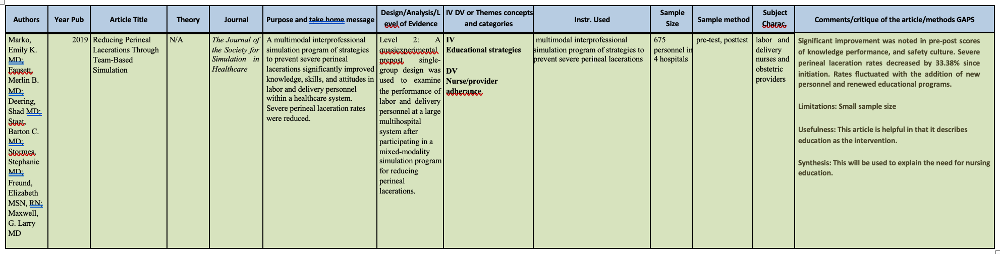 Authors
Year Pub
Article Title
Theory
Journal
Purpose and take home message
Design/Analysis/L
evel of Evidence
IV DV or Themes concepts
and categories
Instr. Used
Sample
Size
Sample method
Subject
Charac.
Comments/critique of the article/methods GAPS
Marko,
Emily K.
MD;
Fausett,
Merlin B.
MD;
Deering,
Shad MD;
Staat,
Barton C.
MD;
Stormes,
Stephanie
MD;
Freund,
Elizabeth
MSN, RN;
Maxwell,
G. Larry
MD
2019
Reducing Perineal
Lacerations Through
Team-Based
Simulation
N/A
The Journal of
the Society for
Simulation in
Healthcare
A multimodal interprofessional
simulation program of strategies
to prevent severe perineal
lacerations significantly improved
knowledge, skills, and attitudes in
labor and delivery personnel
within a healthcare system.
Severe perineal laceration rates
were reduced.
Level 2: A
quasiexperimental
prepost single-
group design was
used to examine
the performance of
labor and delivery
personnel at a large
multihospital
system after
participating in a
mixed-modality
simulation program
for reducing
perineal
lacerations.
IV
Educational strategies
DV
Nurse/provider
adherance
multimodal interprofessional
simulation program of strategies to
prevent severe perineal lacerations
675
personnel in
4 hospitals
pre-test, posttest
labor and
delivery
nurses and
obstetric
providers
Significant improvement was noted in pre-post scores
of knowledge performance, and safety culture. Severe
perineal laceration rates decreased by 33.38% since
initiation. Rates fluctuated with the addition of new
personnel and renewed educational programs.
Limitations: Small sample size
Usefulness: This article is helpful in that it describes
education as the intervention.
Synthesis: This will be used to explain the need for nursing
education.